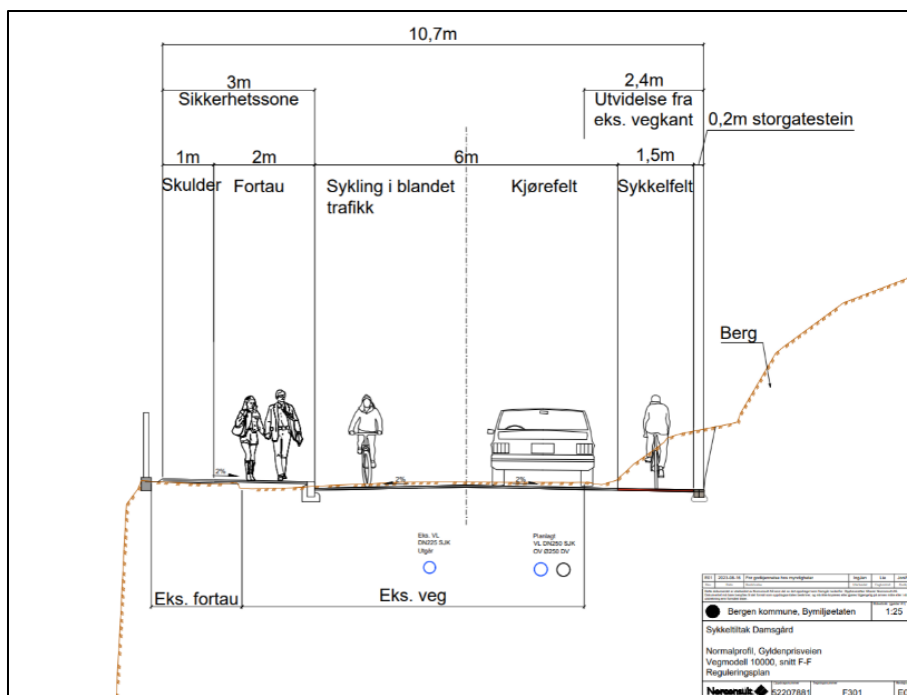 10,7m
3m
Sikkerhetssone
2,4m
Utvidelse fra
eks. vegkant
0,2m storgatestein
1m
2m
6m
1,5m
Skulder
Fortau
Sykling i blandet
trafikk
Kjørefelt
Sykkelfelt
Berg
2%
2%
2%
Eks. VL
DN225 SJK
Utgår
Planlagt
VL DN250 SJK
OV Ø250 DV
Eks. fortau
Eks. veg
Bergen kommune, Bymiljøetaten
1:25
Sykkeltiltak Damsgård
Normalprofil, Gyldenprisveien
Vegmodell 10000, snitt F-F
Reguleringsplan
Norconsult
52207881
F301